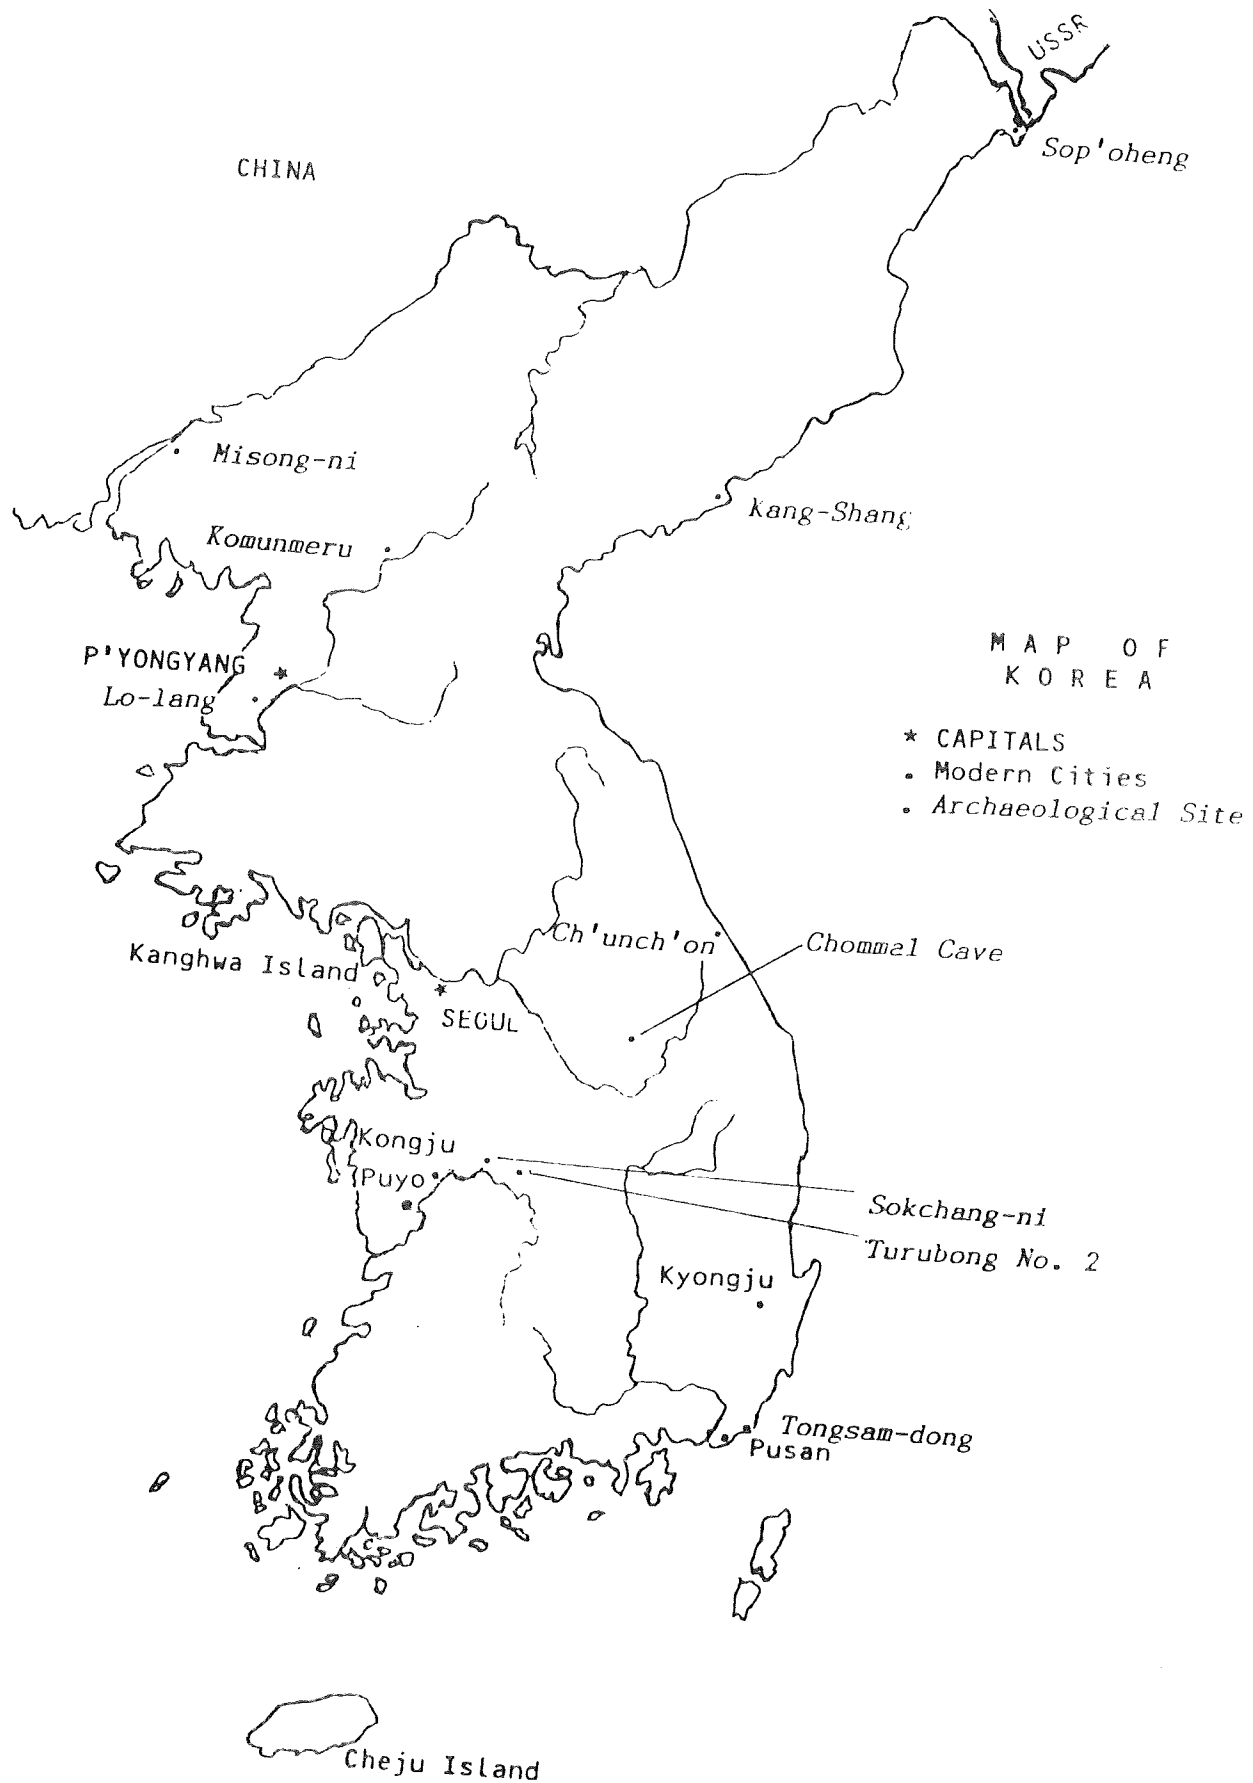 USSR
Sop'oheng
CHINA
Misong-ni
Kang-Shang
Komunmeru
MAP OF
KOREA
P'YONGYANG
Lo-lang
* CAPITALS
. Modern Cities
. Archaeological Site
Ch'unch'on
Chommal Cave
Kanghwa Island
SEOUL
Kongju
Puyo
Sokchang-ni
Turubong No. 2
Kyongju
Tongsam-dong
Pusan
Cheju Island